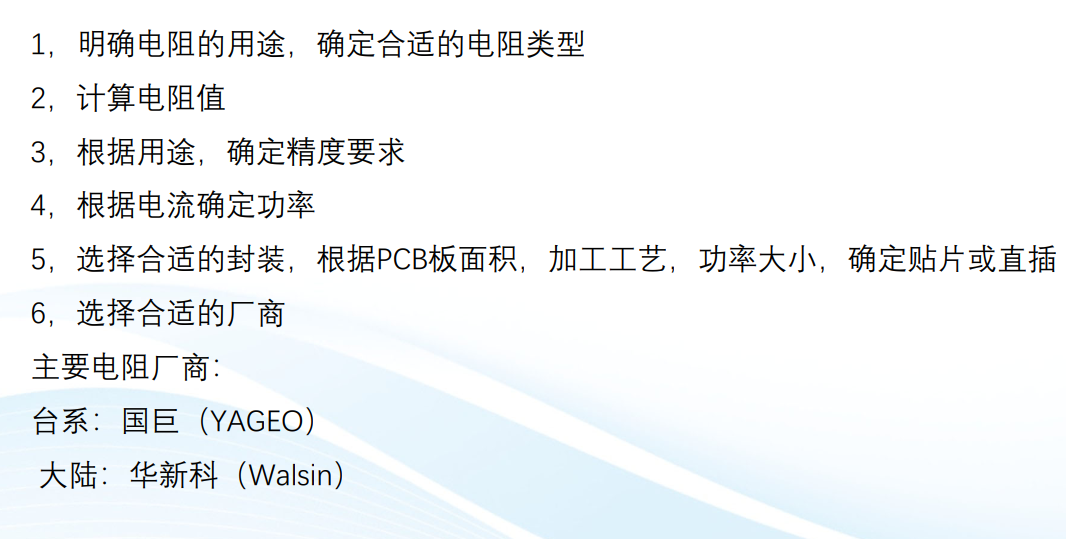 1，明确电阻的用途，确定合适的电阻类型
2，计算电阻值
3，根据用途，确定精度要求
4，根据电流确定功率
5，选择合适的封装，根据PCB板面积，加工工艺，功率大小，确定贴片或直插
6，选择合适的厂商
主要电阻厂商：
台系：国巨（YAGEO）
大陆：华新科（Walsin）